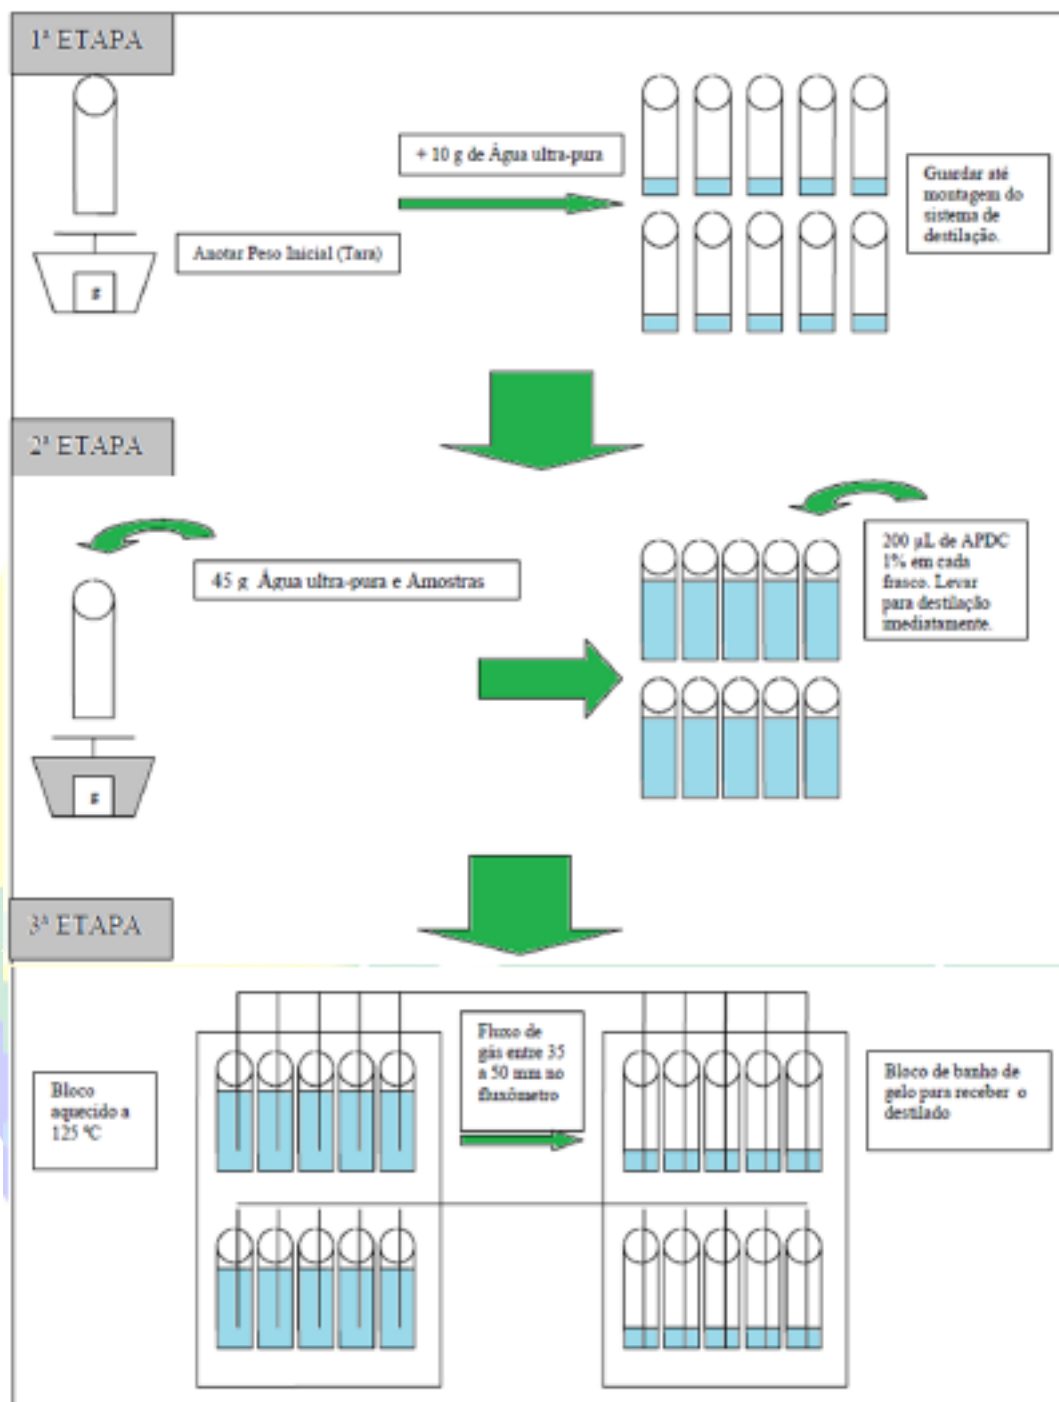 1ª ETAPA
+ 10 g de Água ultra-pura
Guardar até
montagem do
sistema de
destilação.
Anotar Peso Inicial (Tara)
g
2ª ETAPA
200 µL de APDC
1% em cada
frasco. Levar
para destilação
imediatamente.
45 g Água ultra-pura e Amostras
g
3ª ETAPA
Bloco
aquecido a
125 ºC
Fluxo de
gás entre 35
a 50 mm no
fluxômetro
Bloco de banho de
gelo para receber o
destilado